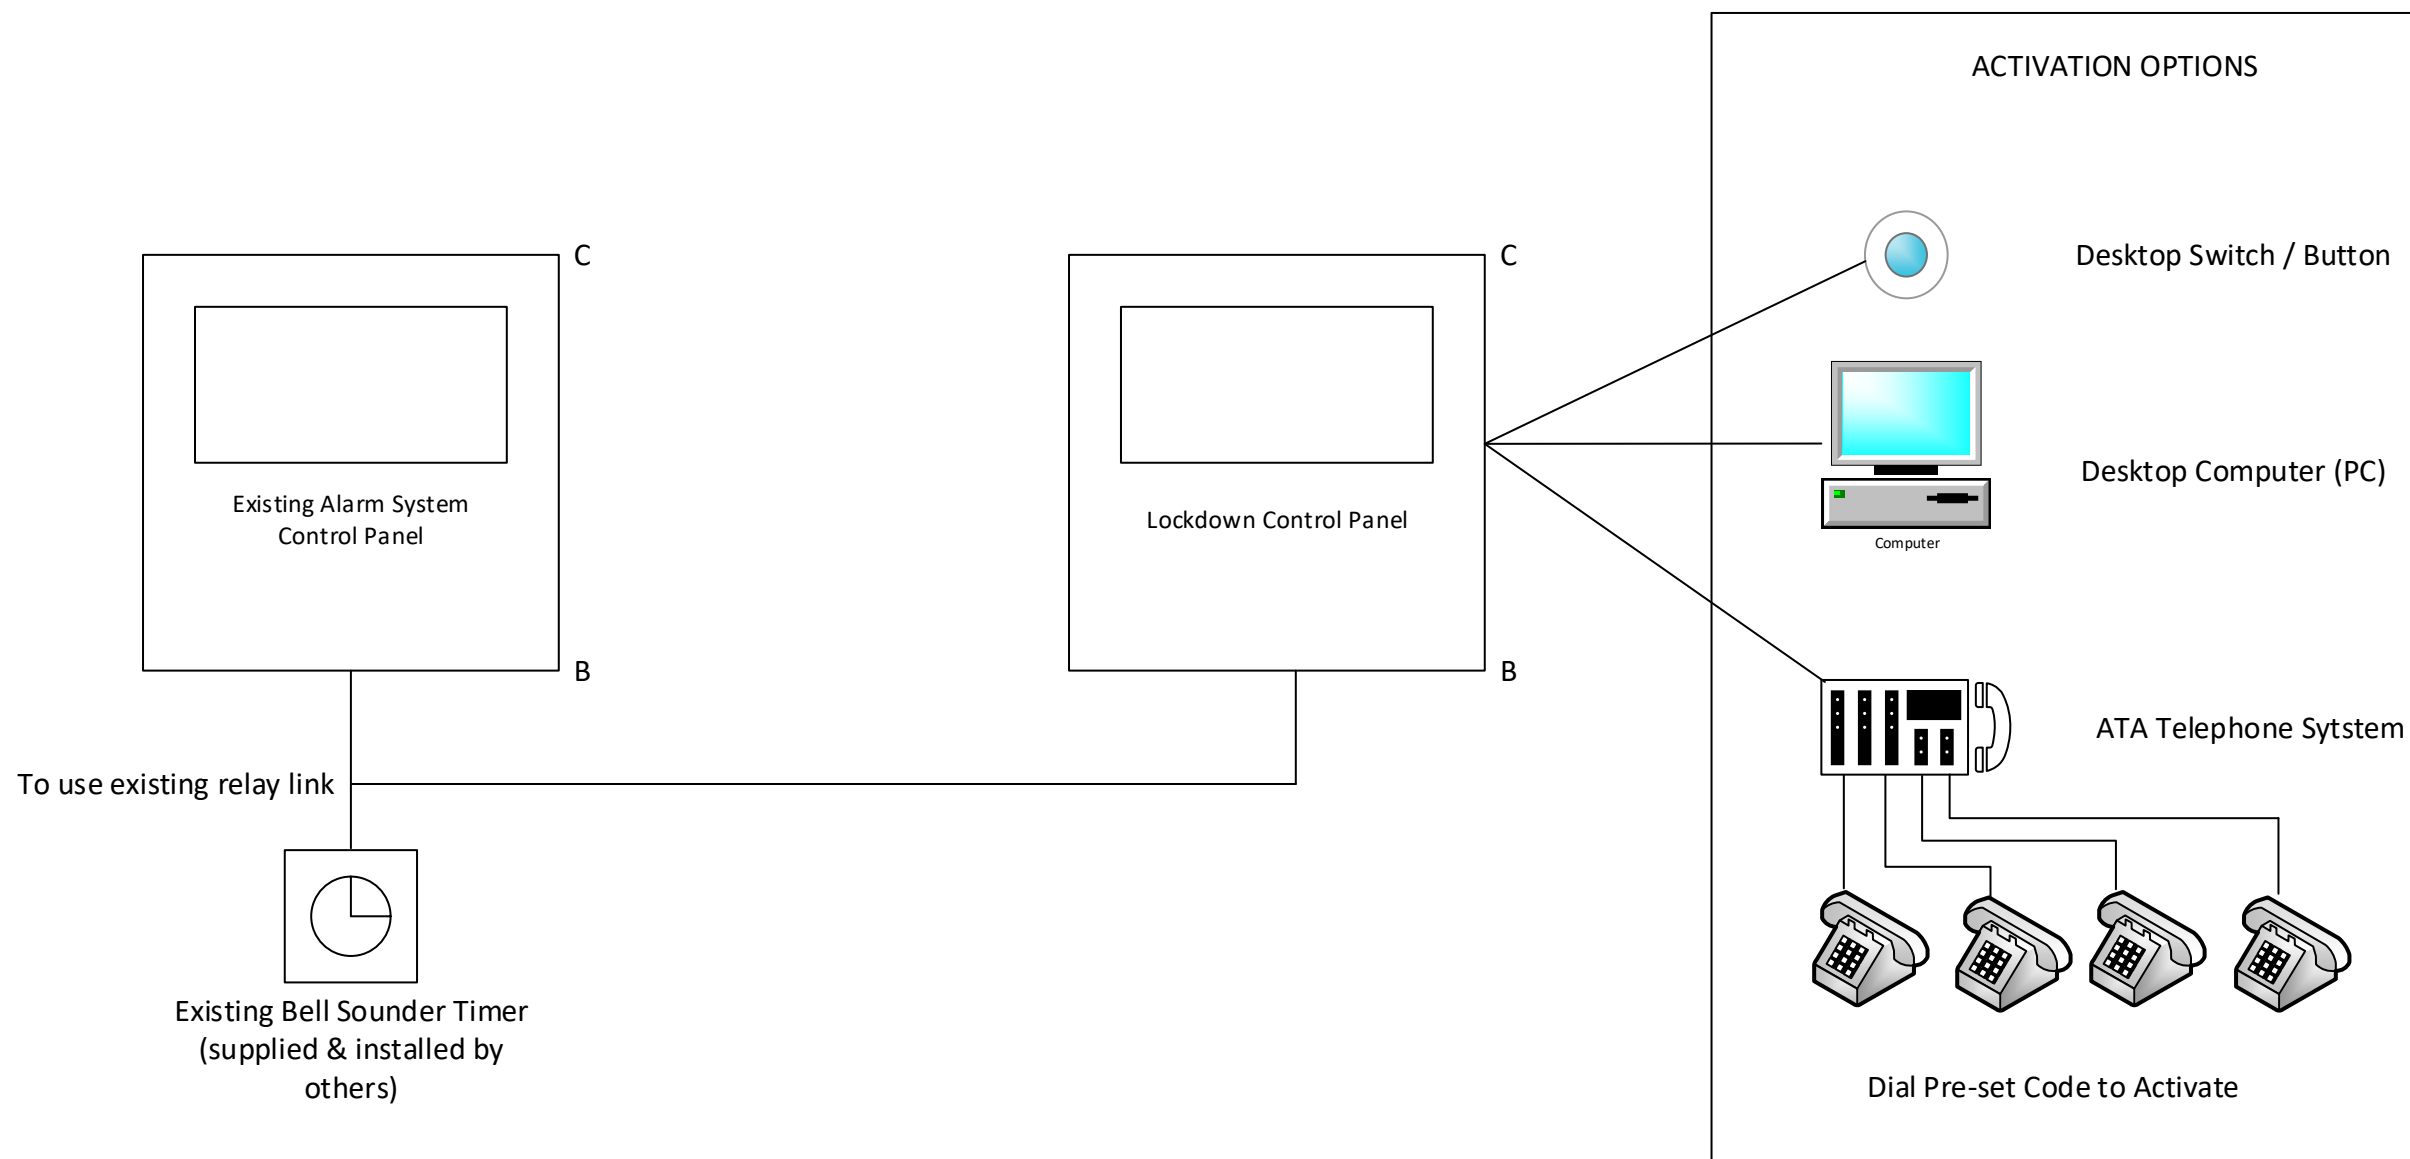 ACTIVATION OPTIONS
C
C
Desktop Switch / Button
Existing Alarm System
Control Panel
Lockdown Control Panel
Desktop Computer (PC)
Computer
B
B
ATA Telephone Sytstem
To use existing relay link
Existing Bell Sounder Timer
(supplied & installed by
others)
Dial Pre-set Code to Activate